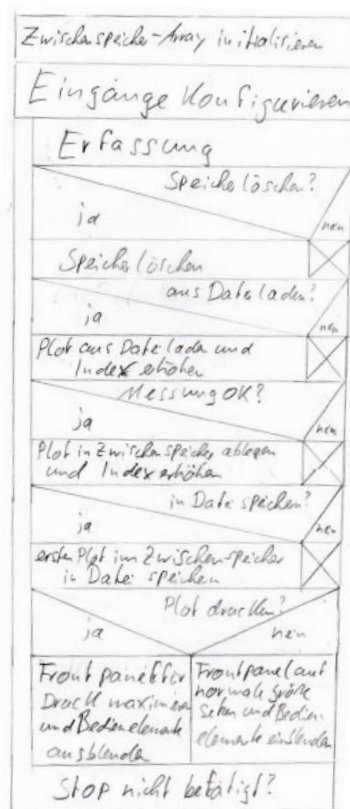 Zwischenspeicher-Array initialisieren
Eingänge Konfigurieren
Erfassung
Speicher löschen?
ja
nein
Speicher löschen
aus Datei laden?
ja
nein
Plot aus Datei laden und
Index erhöhen
Messung OK?
ja
nein
Plot in Zwischenspeicher ablegen
und Index erhöhen
in Datei speichern?
ja
nein
ersten Plot im Zwischen-speicher
in Datei speichern
Plot drucken?
ja
nein
Frontpanel für
Druck maximieren
und Bedienelemente
ausblenden
Frontpanel auf
normale größe
setzen und Bedien-
elemente einblenden
Stop nicht betätigt?